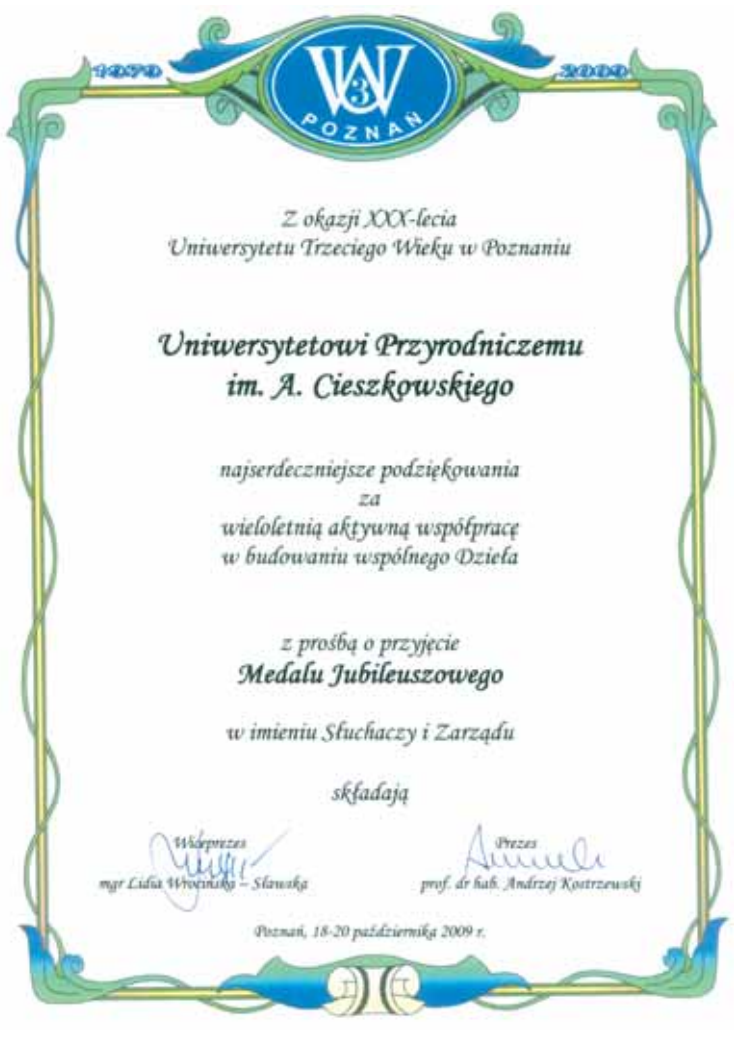 1979
2009
UW
3
POZNAŃ
Z okazji XXX-lecia
Uniwersytetu Trzeciego Wieku w Poznaniu
Uniwersytetowi Przyrodniczemu
im. A. Cieszkowskiego
najserdeczniejsze podziękowania
za
wieloletnią aktywną współpracę
w budowaniu wspólnego Dzieła
z prośbą o przyjęcie
Medalu Jubileuszowego
w imieniu Słuchaczy i Zarządu
składają
Wiceprezes
mgr Lidia Wrocińska – Sławska
Prezes
prof. dr hab. Andrzej Kostrzewski
Poznań, 18-20 października 2009 r.